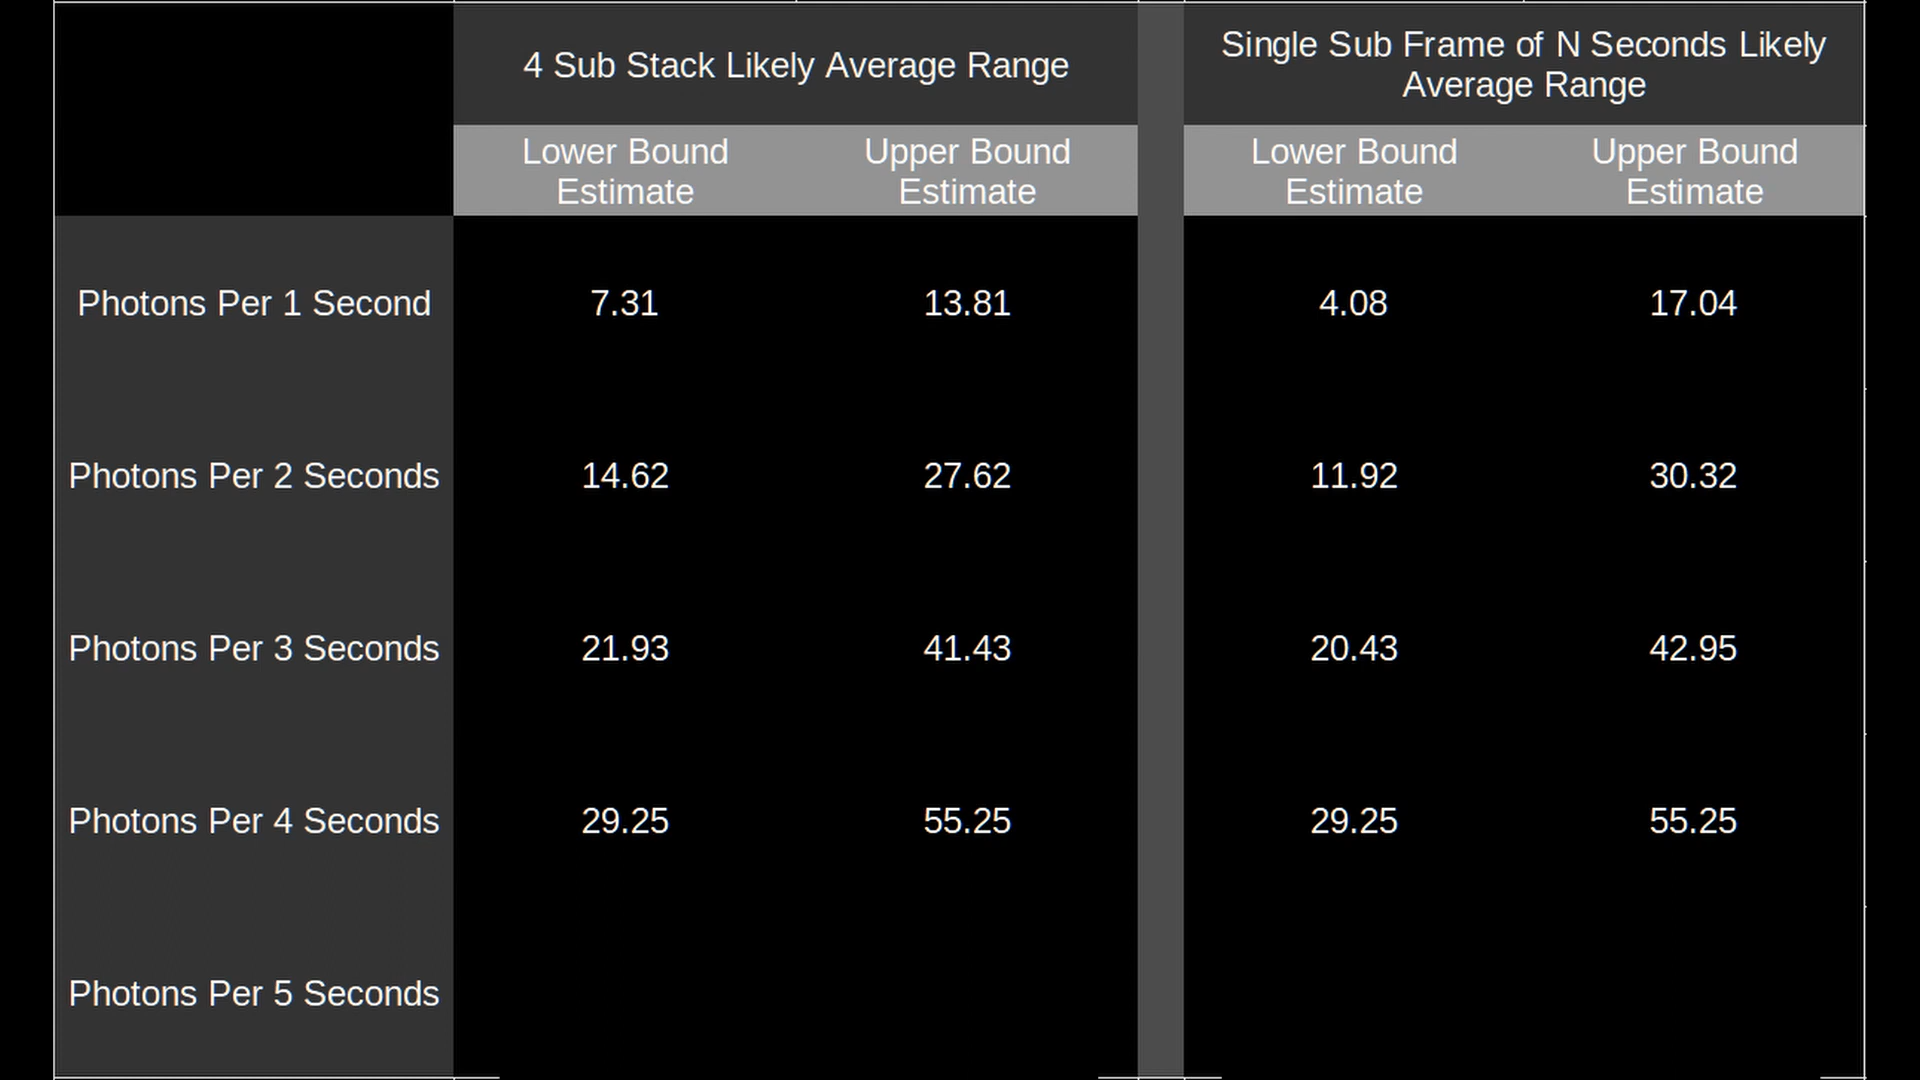 4 Sub Stack Likely Average Range
Single Sub Frame of N Seconds Likely
Average Range
Lower Bound
Estimate
Upper Bound
Estimate
Lower Bound
Estimate
Upper Bound
Estimate
Photons Per 1 Second 7.31 13.81 4.08 17.04
Photons Per 2 Seconds 14.62 27.62 11.92 30.32
Photons Per 3 Seconds 21.93 41.43 20.43 42.95
Photons Per 4 Seconds 29.25 55.25 29.25 55.25
Photons Per 5 Seconds